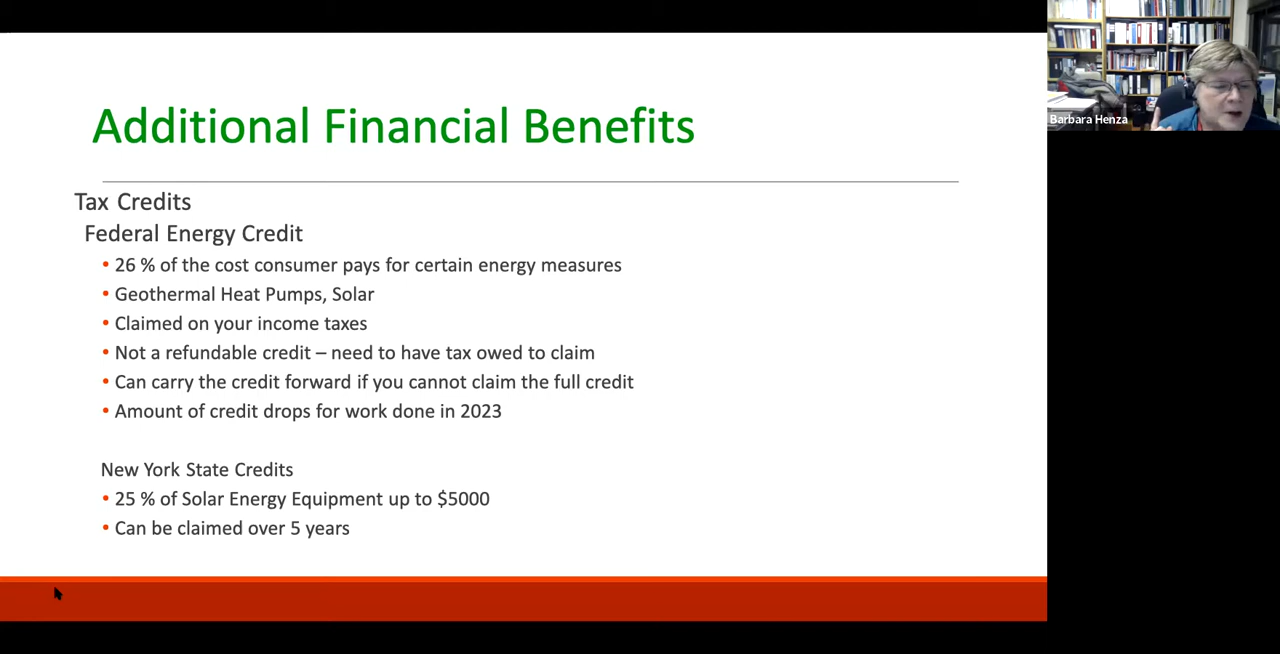 Additional Financial Benefits
Barbara Henza
Tax Credits
Federal Energy Credit
• 26 % of the cost consumer pays for certain energy measures
• Geothermal Heat Pumps, Solar
• Claimed on your income taxes
• Not a refundable credit – need to have tax owed to claim
• Can carry the credit forward if you cannot claim the full credit
• Amount of credit drops for work done in 2023
New York State Credits
• 25 % of Solar Energy Equipment up to $5000
• Can be claimed over 5 years